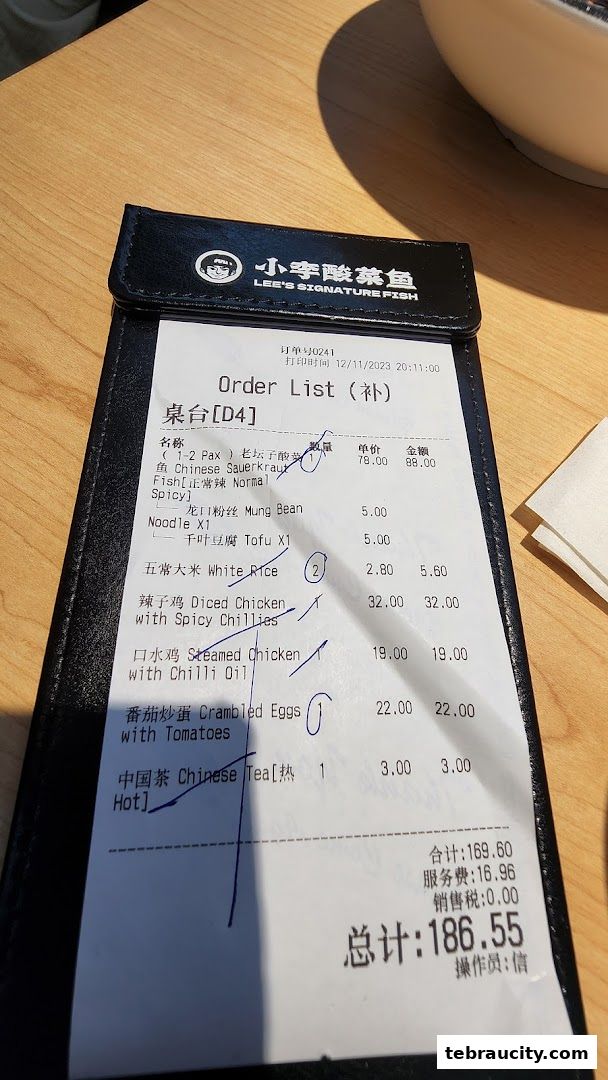 小李酸菜鱼
LEE'S SIGNATURE FISH
订单号0241
打印时间 12/11/2023 20:11:00
Order List (补)
桌台[D4]
名称 数量 单价 金额
( 1-2 Pax ) 老坛子酸菜 1 78.00 88.00
鱼 Chinese Sauerkraut
Fish[正常辣 Normal
Spicy]
龙口粉丝 Mung Bean 5.00
Noodle X1
千叶豆腐 Tofu X1 5.00
五常大米 White Rice 2 2.80 5.60
辣子鸡 Diced Chicken 1 32.00 32.00
with Spicy Chillies
口水鸡 Steamed Chicken 1 19.00 19.00
with Chilli Oil
番茄炒蛋 Crambled Eggs 1 22.00 22.00
with Tomatoes
中国茶 Chinese Tea[热 1 3.00 3.00
Hot]
合计:169.60
服务费:16.96
销售税:0.00
总计:186.55
操作员:信
tebraucity.com